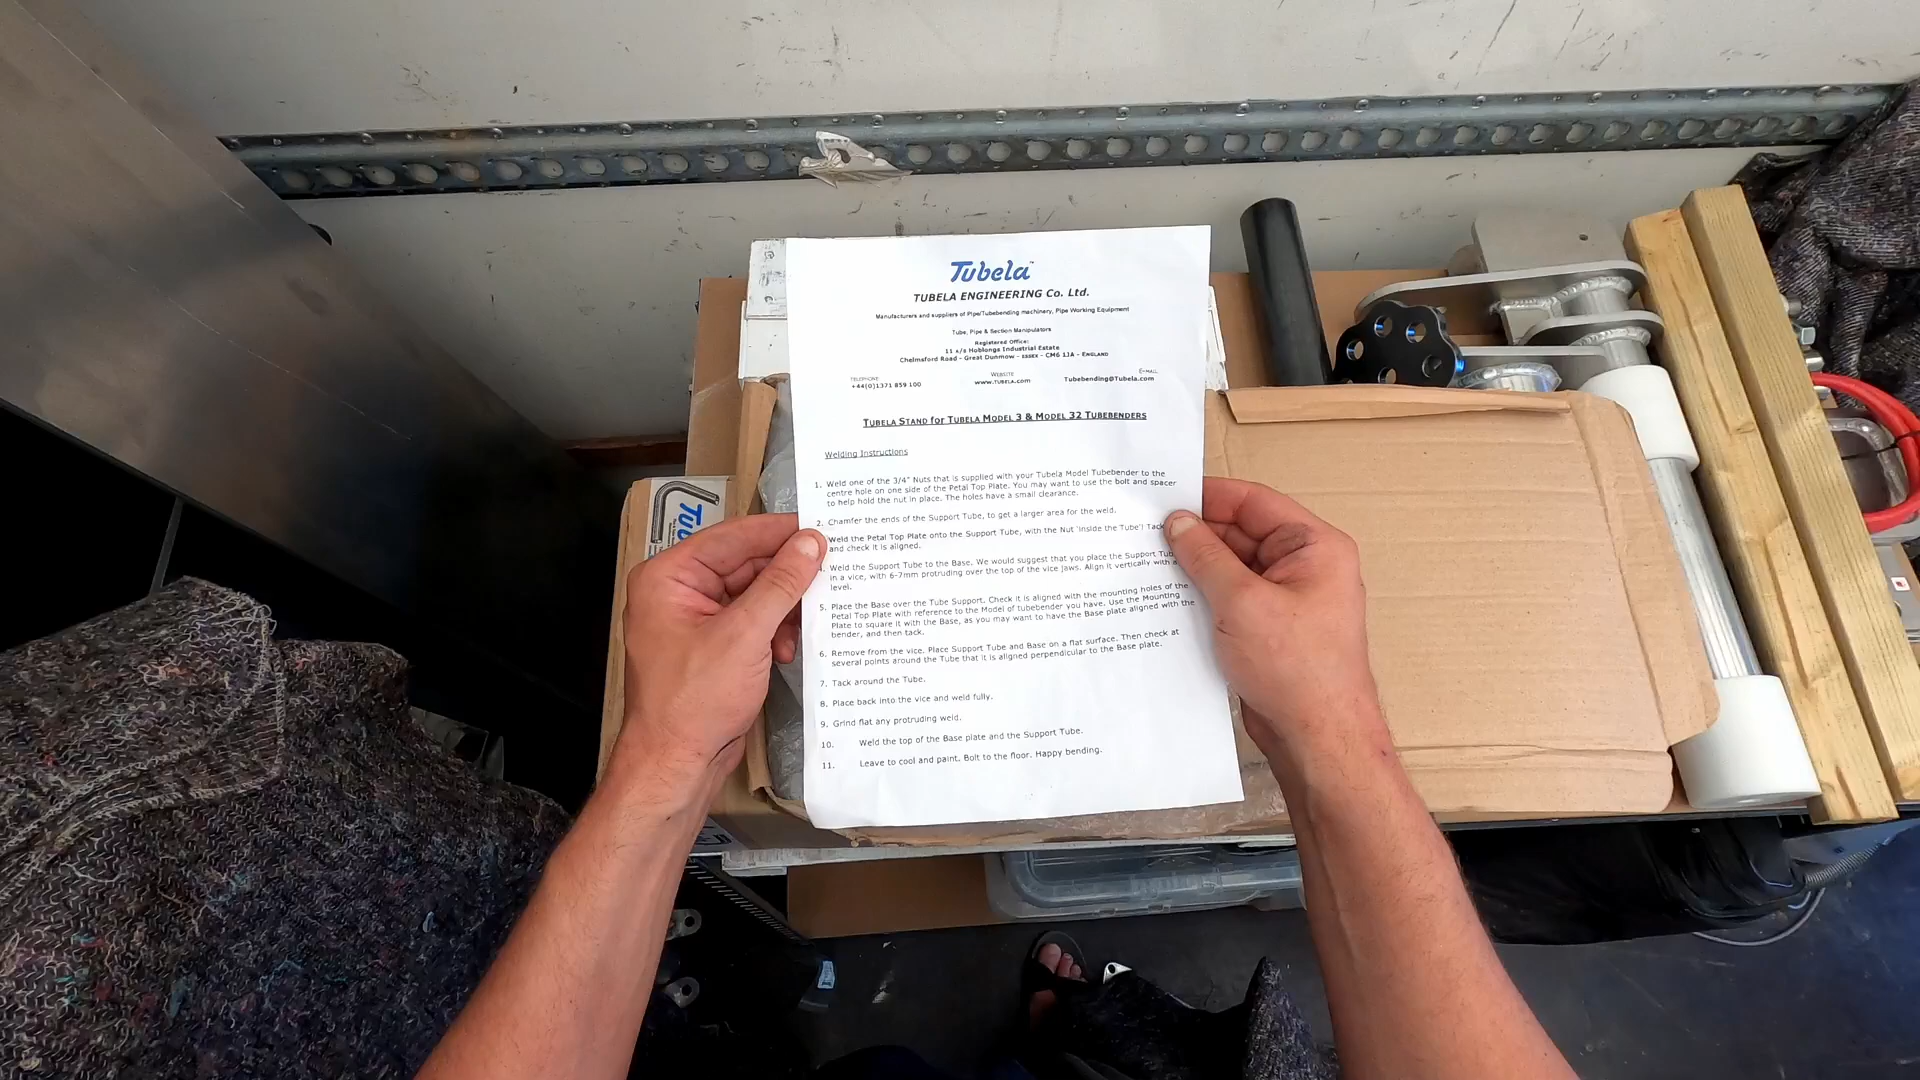 Tubela™
TUBELA ENGINEERING Co. Ltd.
Manufacturers and suppliers of Pipe/Tubebending machinery, Pipe Working Equipment
Tube, Pipe & Section Manipulators
Registered Office:
11 A/B Hoblongs Industrial Estate
Chelmsford Road - Great Dunmow - ESSEX - CM6 1JA - ENGLAND
TELEPHONE WEBSITE E-MAIL
+44(0)1371 859 100 www.TUBELA.com Tubebending@Tubela.com
TUBELA STAND for TUBELA MODEL 3 & MODEL 32 TUBEBENDERS
Welding Instructions
1. Weld one of the 3/4" Nuts that is supplied with your Tubela Model Tubebender to the
centre hole on one side of the Petal Top Plate. You may want to use the bolt and spacer
to help hold the nut in place. The holes have a small clearance.
2. Chamfer the ends of the Support Tube, to get a larger area for the weld.
Weld the Petal Top Plate onto the Support Tube, with the Nut 'inside the Tube'! Tack
and check it is aligned.
Weld the Support Tube to the Base. We would suggest that you place the Support Tub
in a vice, with 6-7mm protruding over the top of the vice jaws. Align it vertically with a
level.
5. Place the Base over the Tube Support. Check it is aligned with the mounting holes of the
Petal Top Plate with reference to the Model of tubebender you have. Use the Mounting
Plate to square it with the Base, as you may want to have the Base plate aligned with the
bender, and then tack.
6. Remove from the vice. Place Support Tube and Base on a flat surface. Then check at
several points around the Tube that it is aligned perpendicular to the Base plate.
7. Tack around the Tube.
8. Place back into the vice and weld fully.
9. Grind flat any protruding weld.
10. Weld the top of the Base plate and the Support Tube.
11. Leave to cool and paint. Bolt to the floor. Happy bending.
Tub